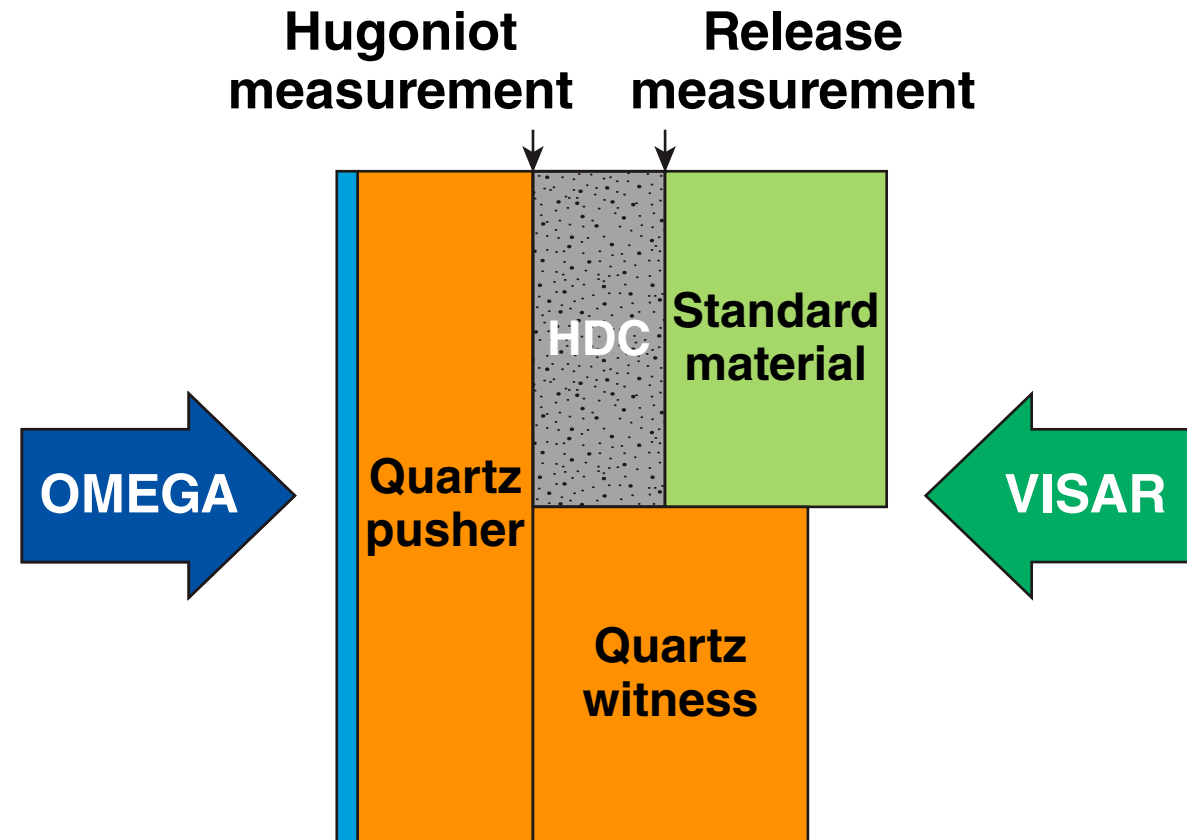 Hugoniot
measurement
Release
measurement
HDC
Standard
material
OMEGA
Quartz
pusher
VISAR
Quartz
witness